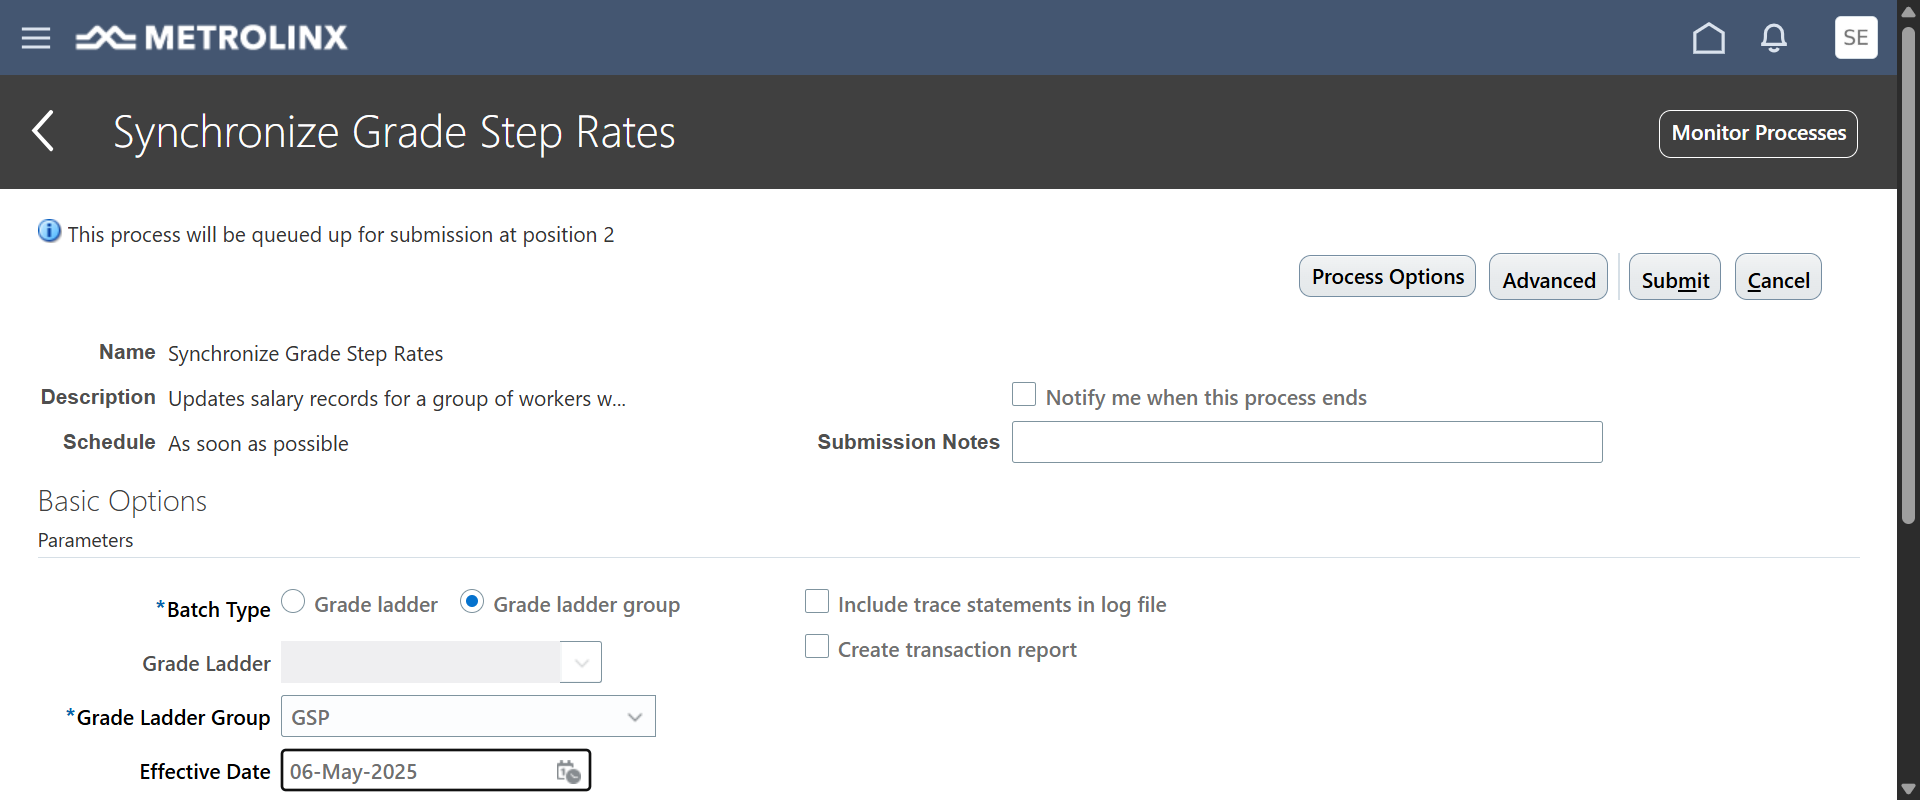 METROLINX
SE
Synchronize Grade Step Rates
Monitor Processes
This process will be queued up for submission at position 2
Process Options
Advanced
Submit
Cancel
Name Synchronize Grade Step Rates
Description Updates salary records for a group of workers w...
Notify me when this process ends
Schedule As soon as possible
Submission Notes
Basic Options
Parameters
*Batch Type Grade ladder Grade ladder group
Include trace statements in log file
Grade Ladder
Create transaction report
*Grade Ladder Group GSP
Effective Date 06-May-2025